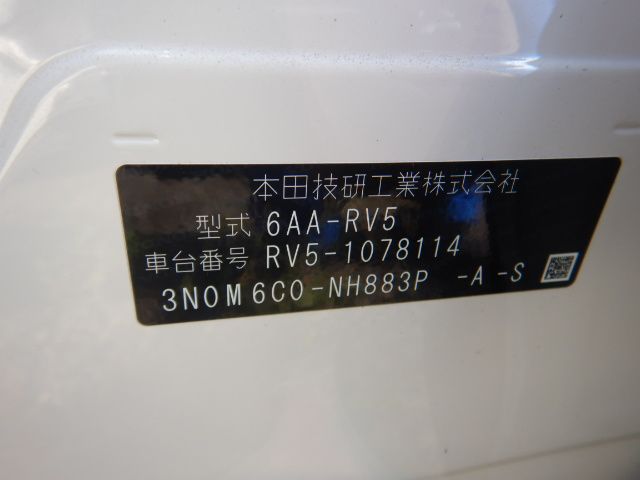 本田技研工業株式会社
型式 6AA-RV5
車台番号 RV5-1078114
3N0M6C0-NH883P -A-S